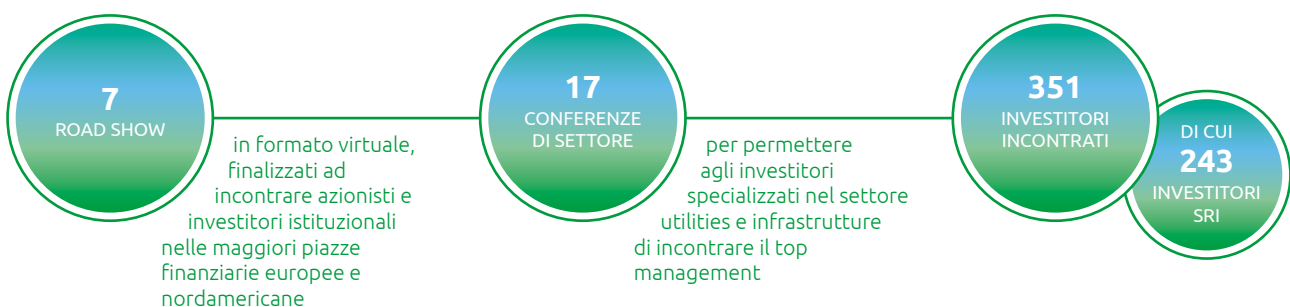 7
ROAD SHOW
in formato virtuale,
finalizzati ad
incontrare azionisti e
investitori istituzionali
nelle maggiori piazze
finanziarie europee e
nordamericane
17
CONFERENZE
DI SETTORE
per permettere
agli investitori
specializzati nel settore
utilities e infrastrutture
di incontrare il top
management
351
INVESTITORI
INCONTRATI
DI CUI
243
INVESTITORI
SRI